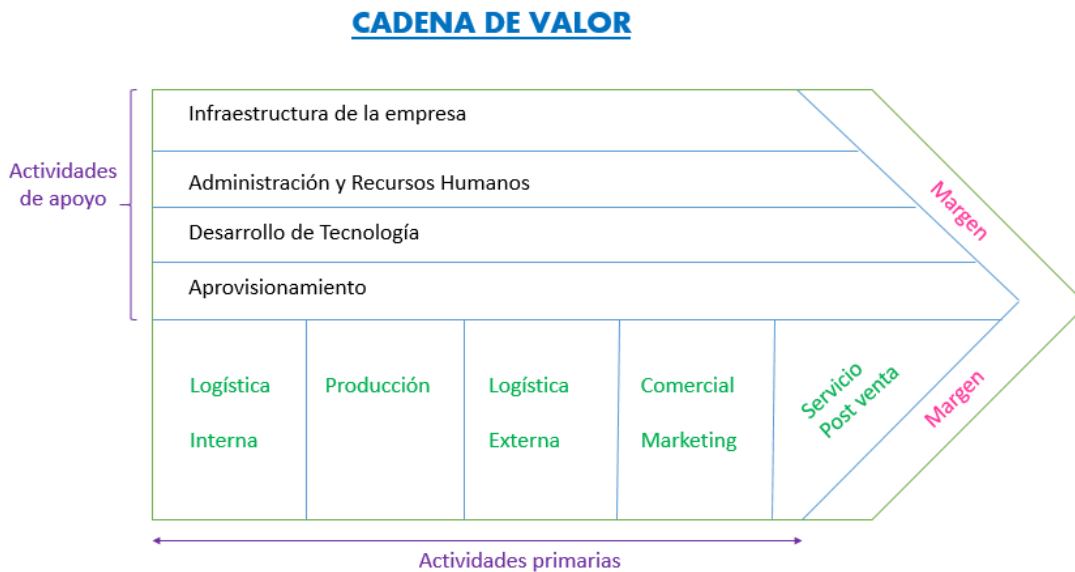 CADENA DE VALOR
Actividades
de apoyo
Infraestructura de la empresa
Administración y Recursos Humanos
Desarrollo de Tecnología
Aprovisionamiento
Margen
Logística
Interna
Producción
Logística
Externa
Comercial
Marketing
Servicio
Post venta
Margen
Actividades primarias